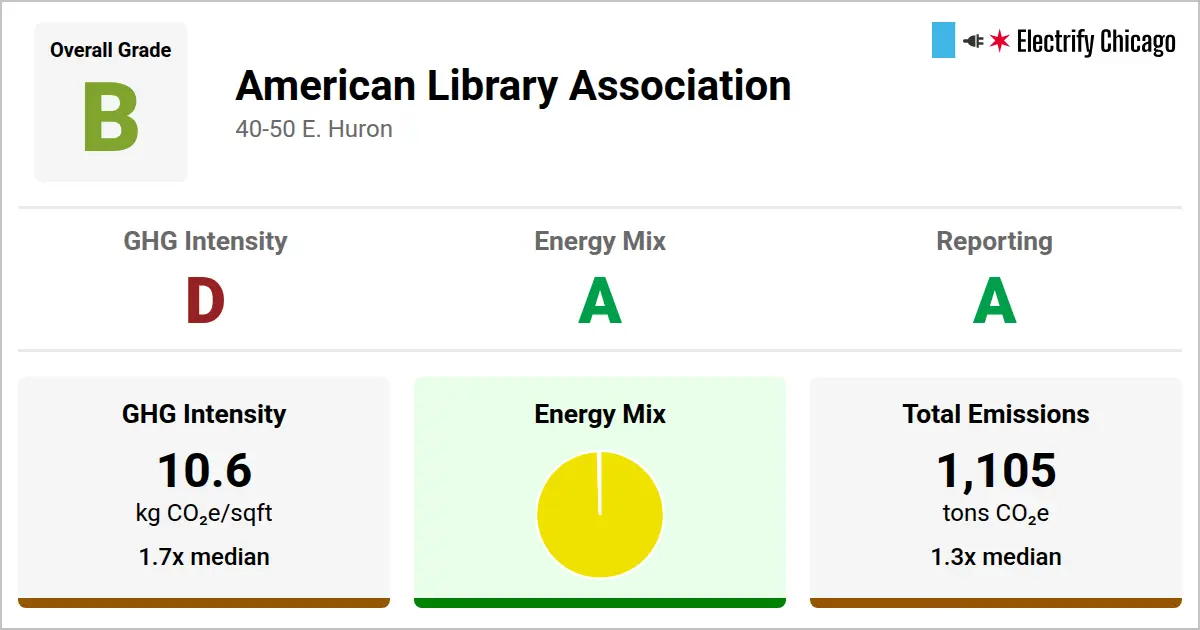 Overall Grade
B
American Library Association
40-50 E. Huron
Electrify Chicago
GHG Intensity
D
Energy Mix
A
Reporting
A
GHG Intensity
10.6
kg CO₂e/sqft
1.7x median
Energy Mix
Total Emissions
1,105
tons CO₂e
1.3x median